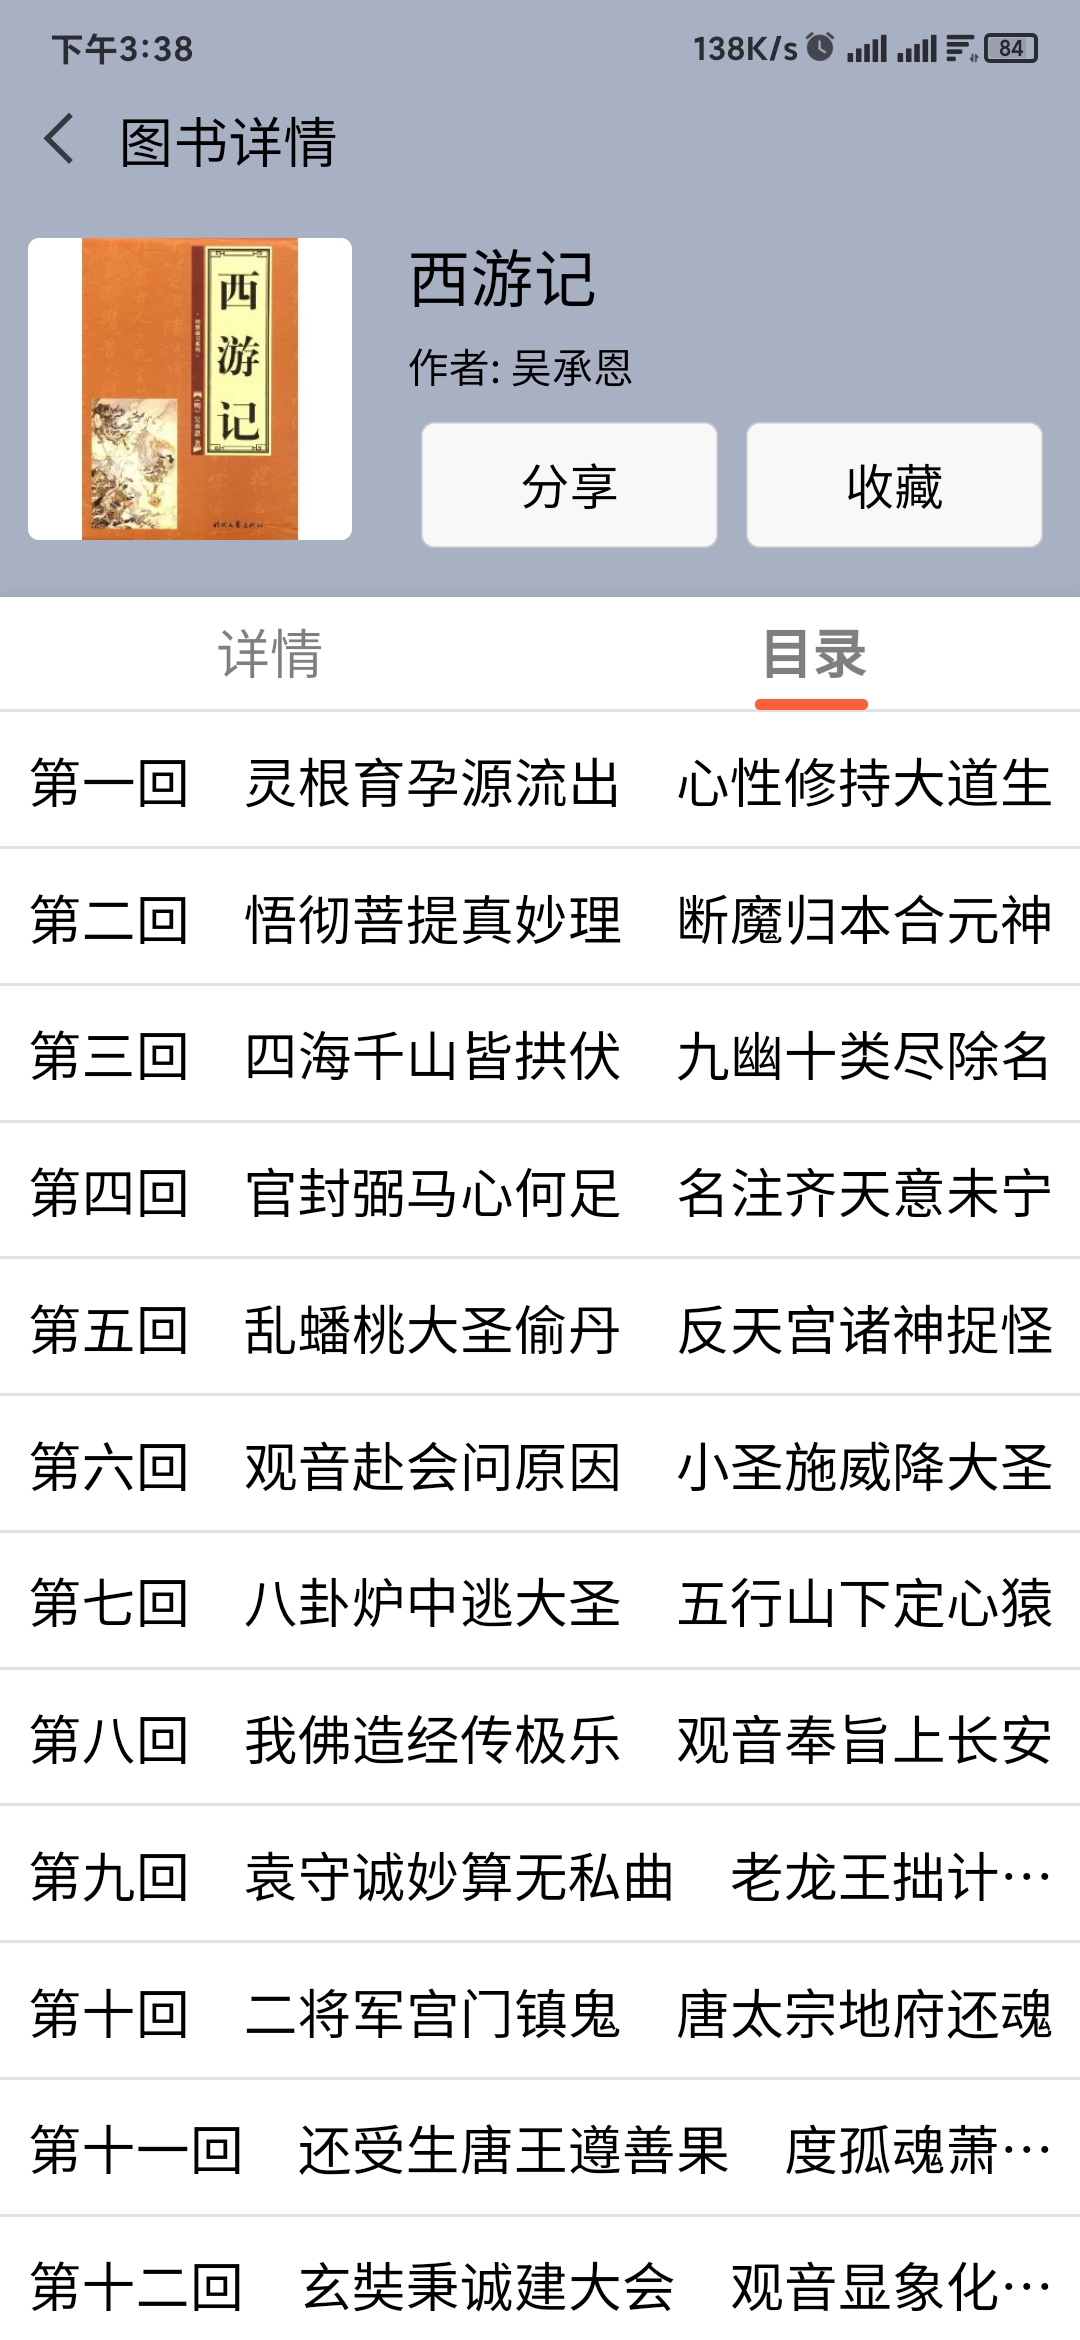 下午3:38 138K/s 84
图书详情
西游记
西游记
作者: 吴承恩
分享 收藏
详情 目录
第一回 灵根育孕源流出 心性修持大道生
第二回 悟彻菩提真妙理 断魔归本合元神
第三回 四海千山皆拱伏 九幽十类尽除名
第四回 官封弼马心何足 名注齐天意未宁
第五回 乱蟠桃大圣偷丹 反天宫诸神捉怪
第六回 观音赴会问原因 小圣施威降大圣
第七回 八卦炉中逃大圣 五行山下定心猿
第八回 我佛造经传极乐 观音奉旨上长安
第九回 袁守诚妙算无私曲 老龙王拙计…
第十回 二将军宫门镇鬼 唐太宗地府还魂
第十一回 还受生唐王遵善果 度孤魂萧…
第十二回 玄奘秉诚建大会 观音显象化…